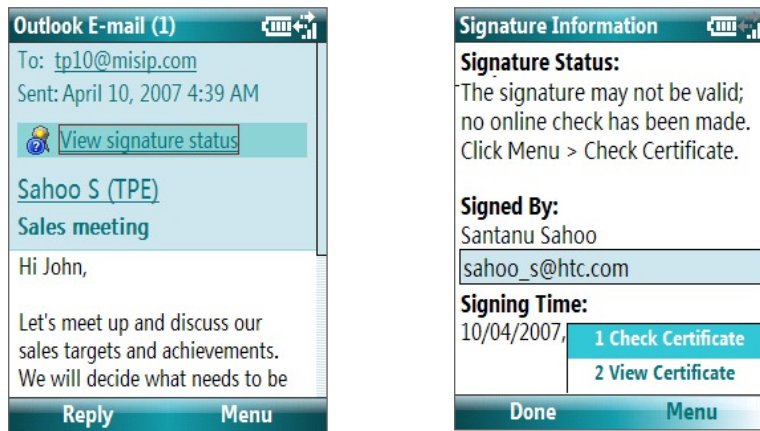 Outlook E-mail (1)
To: tp10@misip.com
Sent: April 10, 2007 4:39 AM
View signature status
Sahoo S (TPE)
Sales meeting
Hi John,
Let's meet up and discuss our
sales targets and achievements.
We will decide what needs to be
Reply Menu
Signature Information
Signature Status:
The signature may not be valid;
no online check has been made.
Click Menu > Check Certificate.
Signed By:
Santanu Sahoo
sahoo_s@htc.com
Signing Time:
10/04/2007,
1 Check Certificate
2 View Certificate
Done Menu